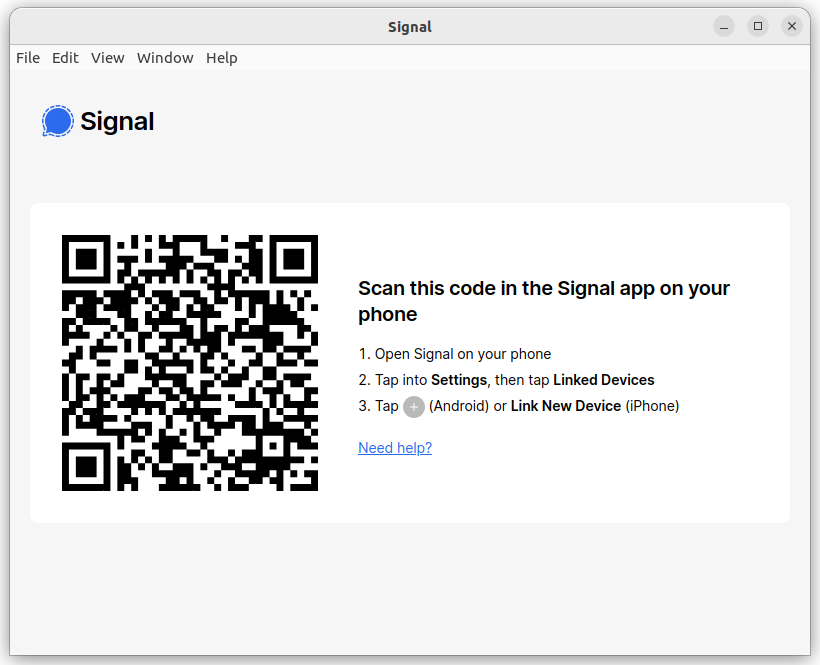 Signal
File Edit View Window Help
Signal
Scan this code in the Signal app on your
phone
1. Open Signal on your phone
2. Tap into Settings, then tap Linked Devices
3. Tap + (Android) or Link New Device (iPhone)
Need help?